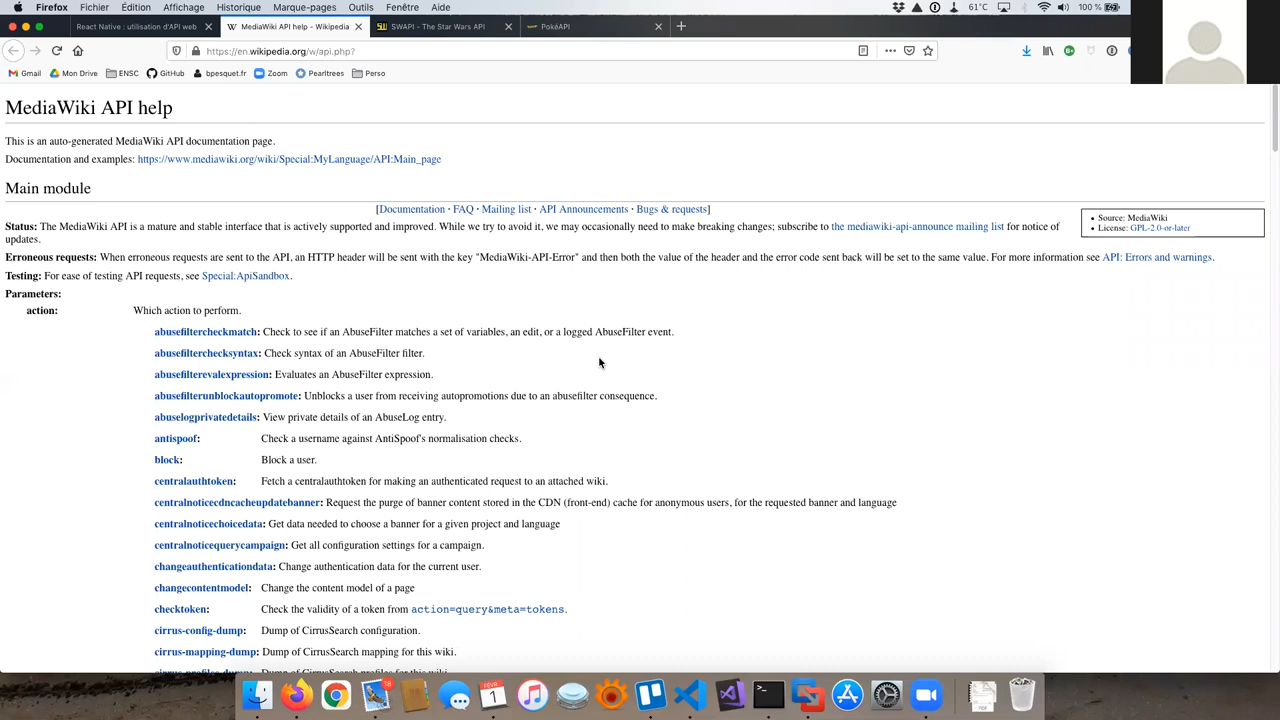 Firefox Fichier Édition Affichage Historique Marque-pages Outils Fenêtre Aide 61°C 100 %
React Native : utilisation d'API web MediaWiki API help - Wikipedia SWAPI - The Star Wars API PokéAPI
https://en.wikipedia.org/w/api.php?
Gmail Mon Drive ENSC GitHub bpesquet.fr Zoom Pearltrees Perso
MediaWiki API help
This is an auto-generated MediaWiki API documentation page.
Documentation and examples: https://www.mediawiki.org/wiki/Special:MyLanguage/API:Main_page
Main module
[Documentation · FAQ · Mailing list · API Announcements · Bugs & requests]
• Source: MediaWiki
• License: GPL-2.0-or-later
Status: The MediaWiki API is a mature and stable interface that is actively supported and improved. While we try to avoid it, we may occasionally need to make breaking changes; subscribe to the mediawiki-api-announce mailing list for notice of
updates.
Erroneous requests: When erroneous requests are sent to the API, an HTTP header will be sent with the key "MediaWiki-API-Error" and then both the value of the header and the error code sent back will be set to the same value. For more information see API: Errors and warnings.
Testing: For ease of testing API requests, see Special:ApiSandbox.
Parameters:
action: Which action to perform.
abusefiltercheckmatch: Check to see if an AbuseFilter matches a set of variables, an edit, or a logged AbuseFilter event.
abusefilterchecksyntax: Check syntax of an AbuseFilter filter.
abusefilterevalexpression: Evaluates an AbuseFilter expression.
abusefilterunblockautopromote: Unblocks a user from receiving autopromotions due to an abusefilter consequence.
abuselogprivatedetails: View private details of an AbuseLog entry.
antispoof: Check a username against AntiSpoof's normalisation checks.
block: Block a user.
centralauthtoken: Fetch a centralauthtoken for making an authenticated request to an attached wiki.
centralnoticecdncacheupdatebanner: Request the purge of banner content stored in the CDN (front-end) cache for anonymous users, for the requested banner and language
centralnoticechoicedata: Get data needed to choose a banner for a given project and language
centralnoticequerycampaign: Get all configuration settings for a campaign.
changeauthenticationdata: Change authentication data for the current user.
changecontentmodel: Change the content model of a page
checktoken: Check the validity of a token from action=query&meta=tokens.
cirrus-config-dump: Dump of CirrusSearch configuration.
cirrus-mapping-dump: Dump of CirrusSearch mapping for this wiki.
cirrus-profiles-dump: Dump of CirrusSearch profiles for this wiki.
18
FÉVR
1